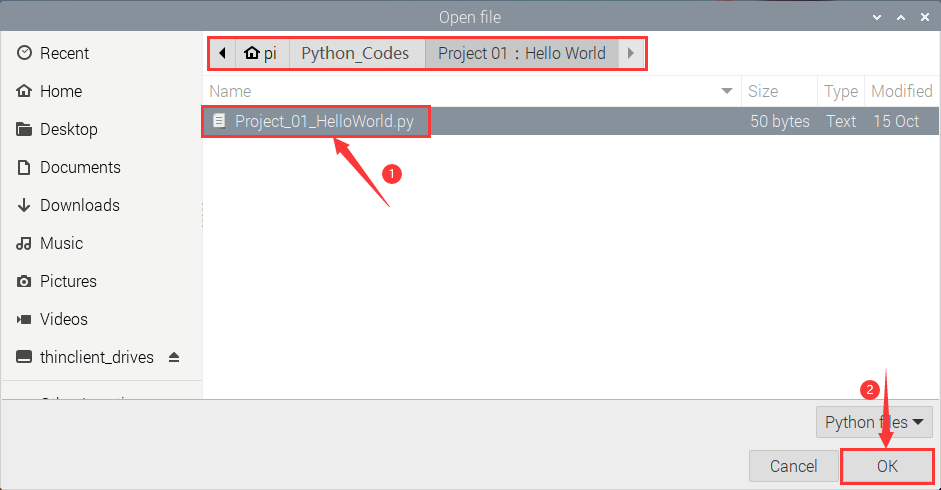 Open file
Recent
Home
Desktop
Documents
Downloads
Music
Pictures
Videos
thinclient_drives
pi Python_Codes Project 01：Hello World
Name Size Type Modified
Project_01_HelloWorld.py 50 bytes Text 15 Oct
1
2
Python files
Cancel OK